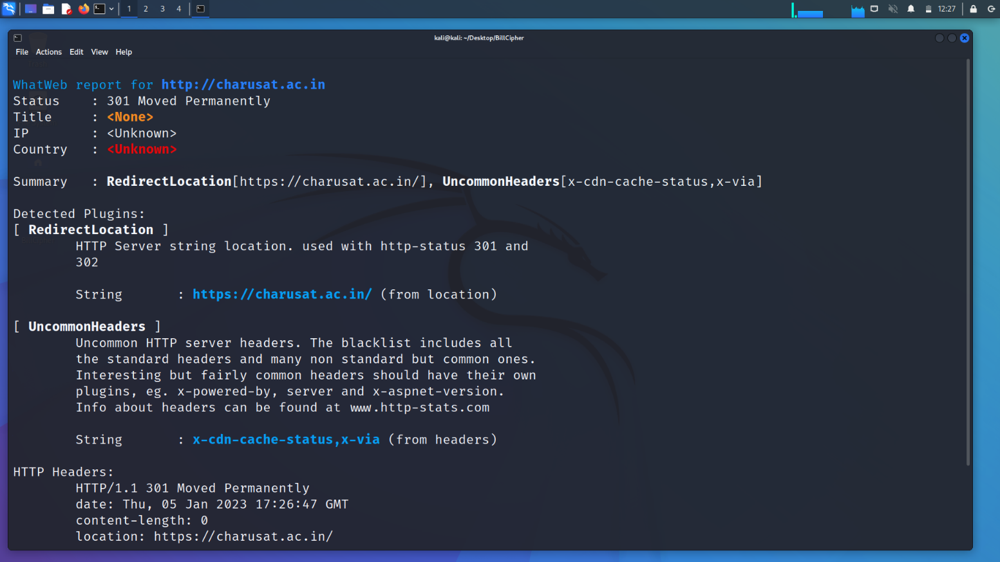 1 2 3 4
12:27
kali@kali: ~/Desktop/BillCipher
File Actions Edit View Help
WhatWeb report for http://charusat.ac.in
Status : 301 Moved Permanently
Title : <None>
IP : <Unknown>
Country : <Unknown>
Summary : RedirectLocation[https://charusat.ac.in/], UncommonHeaders[x-cdn-cache-status,x-via]
Detected Plugins:
[ RedirectLocation ]
HTTP Server string location. used with http-status 301 and
302
String : https://charusat.ac.in/ (from location)
[ UncommonHeaders ]
Uncommon HTTP server headers. The blacklist includes all
the standard headers and many non standard but common ones.
Interesting but fairly common headers should have their own
plugins, eg. x-powered-by, server and x-aspnet-version.
Info about headers can be found at www.http-stats.com
String : x-cdn-cache-status,x-via (from headers)
HTTP Headers:
HTTP/1.1 301 Moved Permanently
date: Thu, 05 Jan 2023 17:26:47 GMT
content-length: 0
location: https://charusat.ac.in/